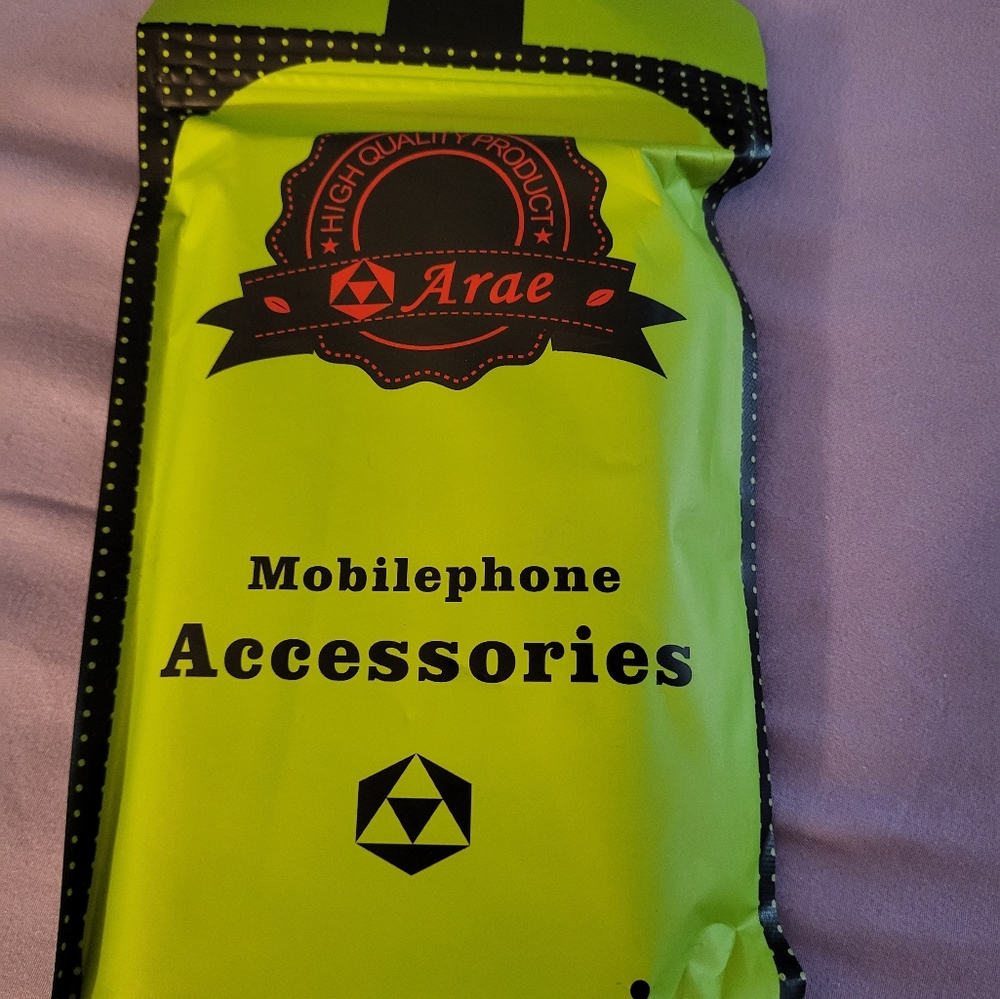 HIGH QUALITY PRODUCT
Arae
Mobilephone
Accessories